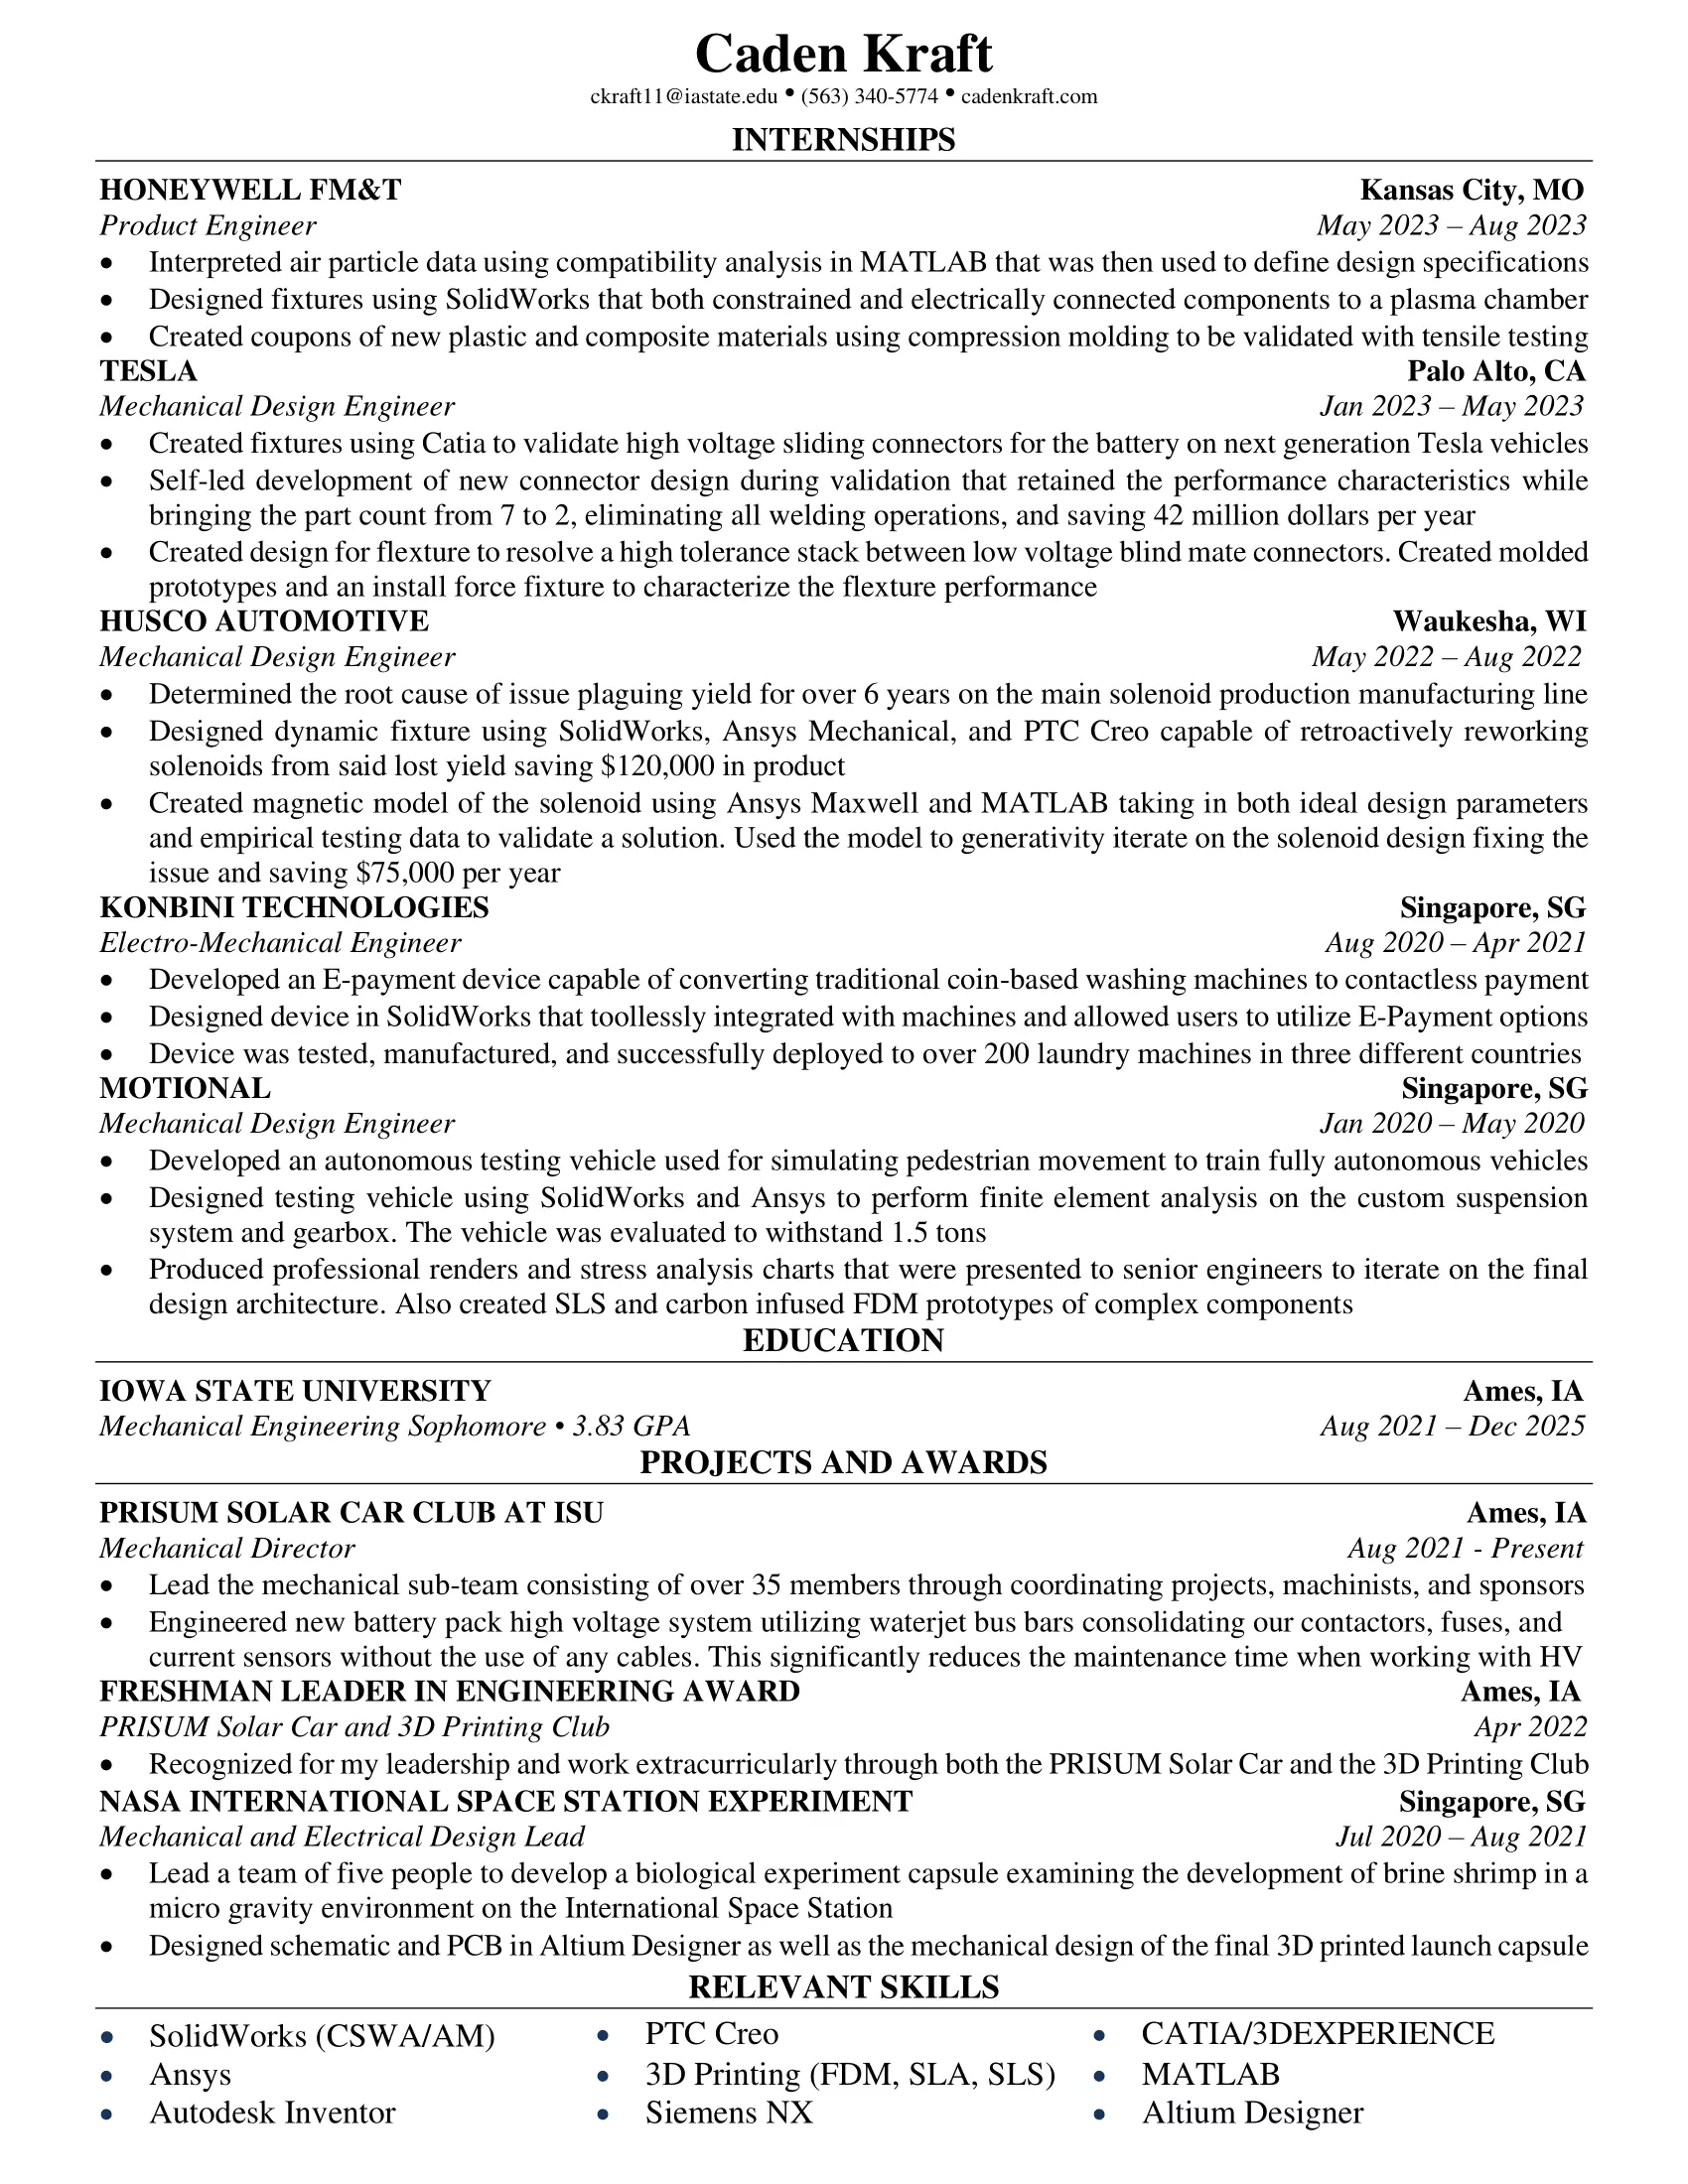 Caden Kraft
ckraft11@iastate.edu • (563) 340-5774 • cadenkraft.com
INTERNSHIPS
HONEYWELL FM&T Kansas City, MO
Product Engineer May 2023 – Aug 2023
• Interpreted air particle data using compatibility analysis in MATLAB that was then used to define design specifications
• Designed fixtures using SolidWorks that both constrained and electrically connected components to a plasma chamber
• Created coupons of new plastic and composite materials using compression molding to be validated with tensile testing
TESLA Palo Alto, CA
Mechanical Design Engineer Jan 2023 – May 2023
• Created fixtures using Catia to validate high voltage sliding connectors for the battery on next generation Tesla vehicles
• Self-led development of new connector design during validation that retained the performance characteristics while
bringing the part count from 7 to 2, eliminating all welding operations, and saving 42 million dollars per year
• Created design for flexture to resolve a high tolerance stack between low voltage blind mate connectors. Created molded
prototypes and an install force fixture to characterize the flexture performance
HUSCO AUTOMOTIVE Waukesha, WI
Mechanical Design Engineer May 2022 – Aug 2022
• Determined the root cause of issue plaguing yield for over 6 years on the main solenoid production manufacturing line
• Designed dynamic fixture using SolidWorks, Ansys Mechanical, and PTC Creo capable of retroactively reworking
solenoids from said lost yield saving $120,000 in product
• Created magnetic model of the solenoid using Ansys Maxwell and MATLAB taking in both ideal design parameters
and empirical testing data to validate a solution. Used the model to generativity iterate on the solenoid design fixing the
issue and saving $75,000 per year
KONBINI TECHNOLOGIES Singapore, SG
Electro-Mechanical Engineer Aug 2020 – Apr 2021
• Developed an E-payment device capable of converting traditional coin-based washing machines to contactless payment
• Designed device in SolidWorks that toollessly integrated with machines and allowed users to utilize E-Payment options
• Device was tested, manufactured, and successfully deployed to over 200 laundry machines in three different countries
MOTIONAL Singapore, SG
Mechanical Design Engineer Jan 2020 – May 2020
• Developed an autonomous testing vehicle used for simulating pedestrian movement to train fully autonomous vehicles
• Designed testing vehicle using SolidWorks and Ansys to perform finite element analysis on the custom suspension
system and gearbox. The vehicle was evaluated to withstand 1.5 tons
• Produced professional renders and stress analysis charts that were presented to senior engineers to iterate on the final
design architecture. Also created SLS and carbon infused FDM prototypes of complex components
EDUCATION
IOWA STATE UNIVERSITY Ames, IA
Mechanical Engineering Sophomore • 3.83 GPA Aug 2021 – Dec 2025
PROJECTS AND AWARDS
PRISUM SOLAR CAR CLUB AT ISU Ames, IA
Mechanical Director Aug 2021 - Present
• Lead the mechanical sub-team consisting of over 35 members through coordinating projects, machinists, and sponsors
• Engineered new battery pack high voltage system utilizing waterjet bus bars consolidating our contactors, fuses, and
current sensors without the use of any cables. This significantly reduces the maintenance time when working with HV
FRESHMAN LEADER IN ENGINEERING AWARD Ames, IA
PRISUM Solar Car and 3D Printing Club Apr 2022
• Recognized for my leadership and work extracurricularly through both the PRISUM Solar Car and the 3D Printing Club
NASA INTERNATIONAL SPACE STATION EXPERIMENT Singapore, SG
Mechanical and Electrical Design Lead Jul 2020 – Aug 2021
• Lead a team of five people to develop a biological experiment capsule examining the development of brine shrimp in a
micro gravity environment on the International Space Station
• Designed schematic and PCB in Altium Designer as well as the mechanical design of the final 3D printed launch capsule
RELEVANT SKILLS
• SolidWorks (CSWA/AM) • PTC Creo • CATIA/3DEXPERIENCE
• Ansys • 3D Printing (FDM, SLA, SLS) • MATLAB
• Autodesk Inventor • Siemens NX • Altium Designer